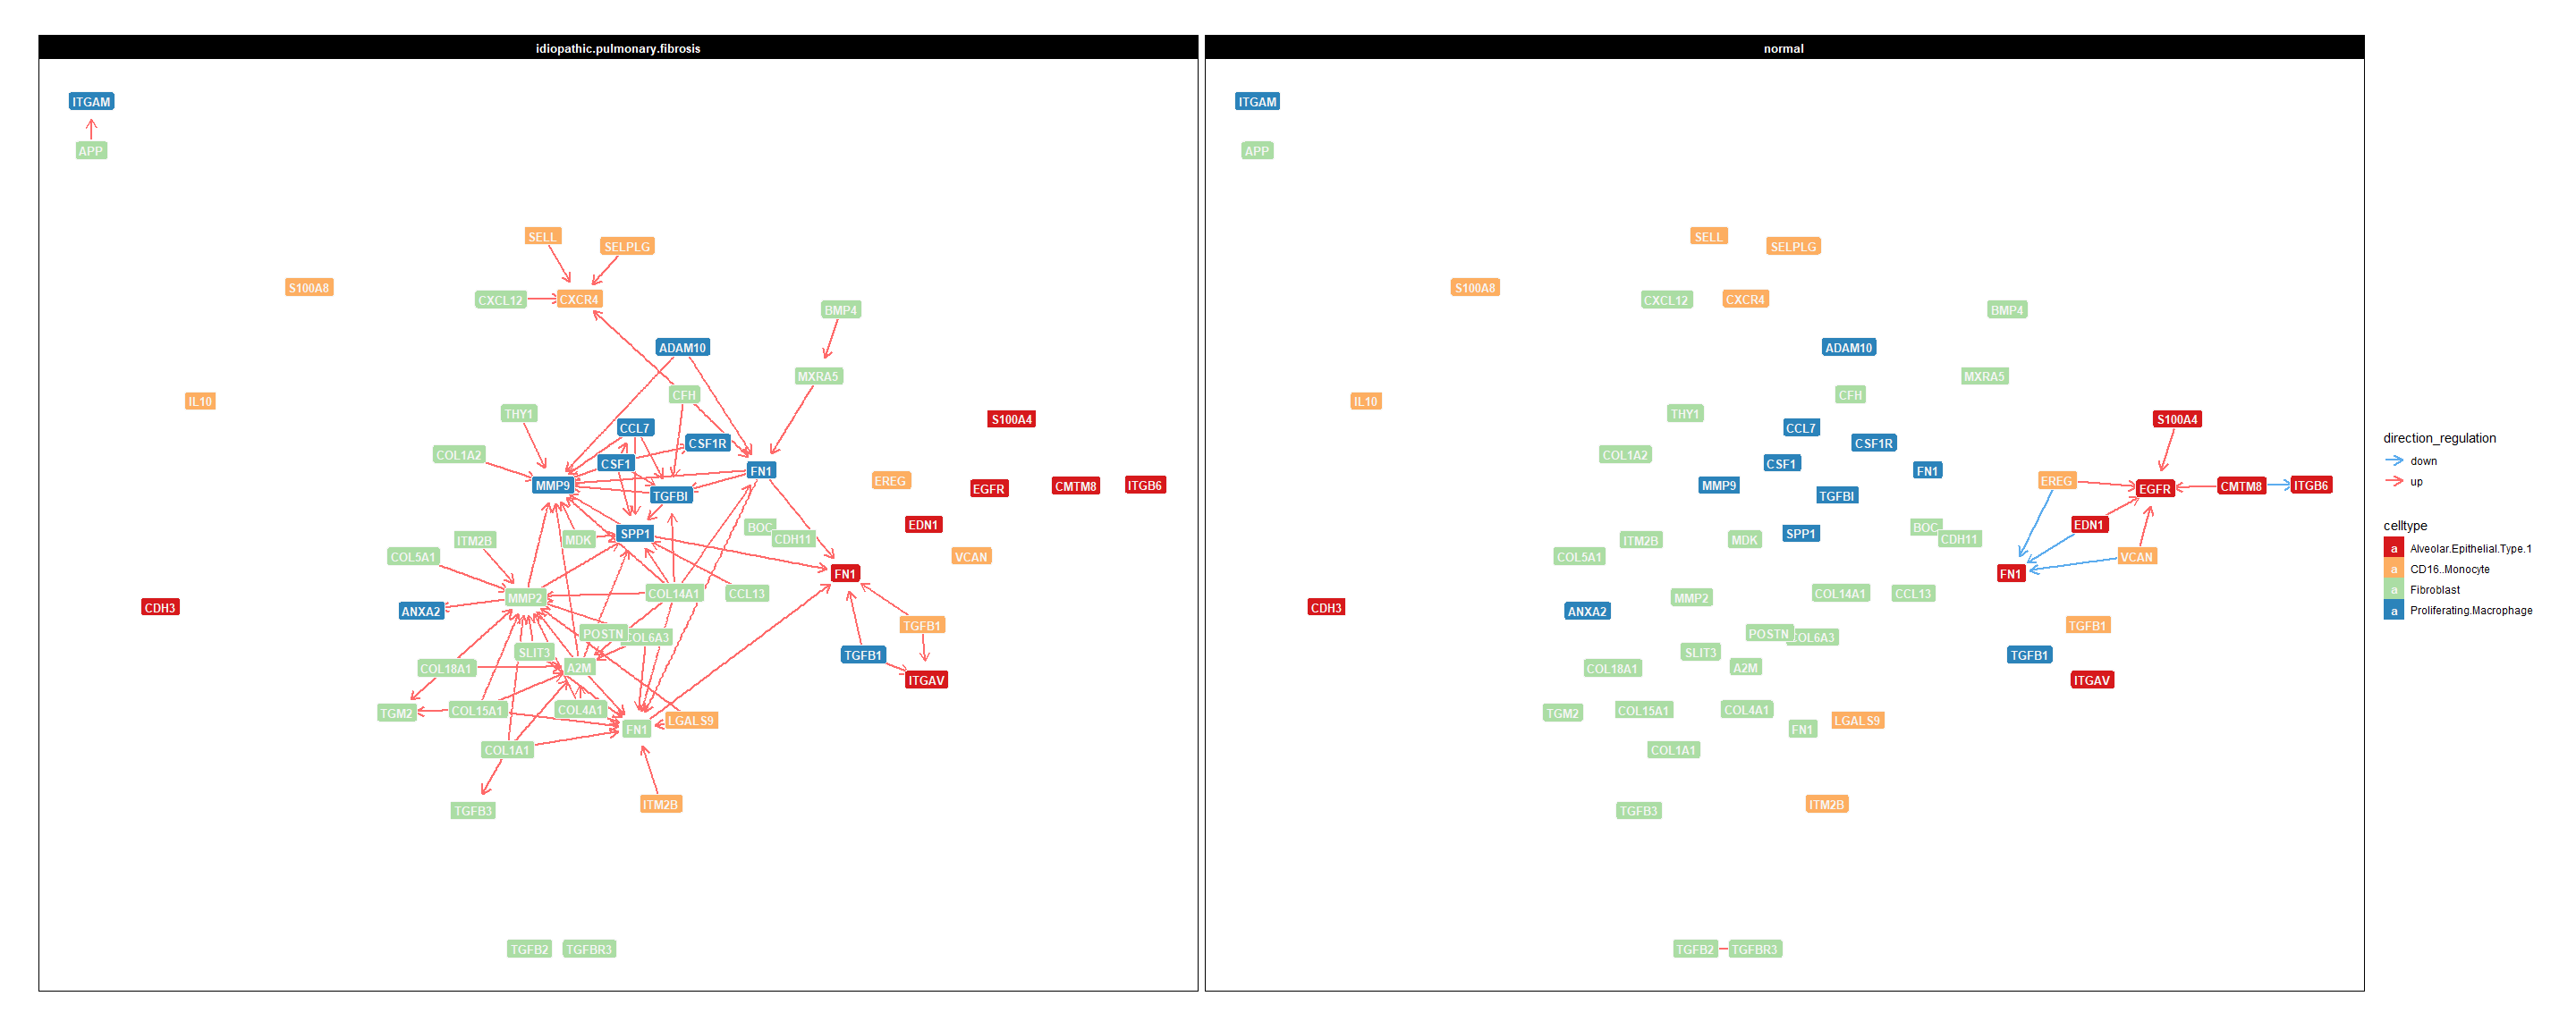 idiopathic.pulmonary.fibrosis
ITGAM
APP
SELL
SELPLG
S100A8
CXCL12
CXCR4
BMP4
ADAM10
MXRA5
CFH
IL10
THY1
S100A4
CCL7
CSF1R
COL1A2
CSF1
FN1
EREG
MMP9
TGFBI
EGFR
CMTM8
ITGB6
EDN1
BOC
SPP1
CDH11
ITM2B
MDK
COL5A1
VCAN
FN1
MMP2
COL14A1
CCL13
CDH3
ANXA2
TGFB1
POSTN
COL6A3
SLIT3
TGFB1
COL18A1
A2M
ITGAV
TGM2
COL15A1
COL4A1
LGALS9
FN1
COL1A1
ITM2B
TGFB3
TGFB2
TGFBR3
normal
ITGAM
APP
SELL
SELPLG
S100A8
CXCL12
CXCR4
BMP4
ADAM10
MXRA5
CFH
IL10
THY1
S100A4
CCL7
CSF1R
COL1A2
CSF1
FN1
EREG
MMP9
TGFBI
EGFR
CMTM8
ITGB6
EDN1
BOC
SPP1
CDH11
ITM2B
MDK
COL5A1
VCAN
FN1
MMP2
COL14A1
CCL13
CDH3
ANXA2
TGFB1
POSTN
COL6A3
SLIT3
TGFB1
COL18A1
A2M
ITGAV
TGM2
COL15A1
COL4A1
LGALS9
FN1
COL1A1
ITM2B
TGFB3
TGFB2
TGFBR3
direction_regulation
down
up
celltype
a Alveolar.Epithelial.Type.1
a CD16..Monocyte
a Fibroblast
a Proliferating.Macrophage